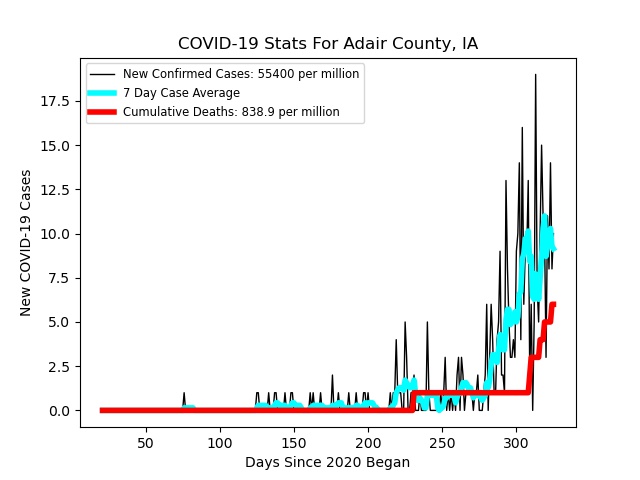 COVID-19 Stats For Adair County, IA
New Confirmed Cases: 55400 per million
7 Day Case Average
Cumulative Deaths: 838.9 per million
New COVID-19 Cases
17.5
15.0
12.5
10.0
7.5
5.0
2.5
0.0
50 100 150 200 250 300
Days Since 2020 Began